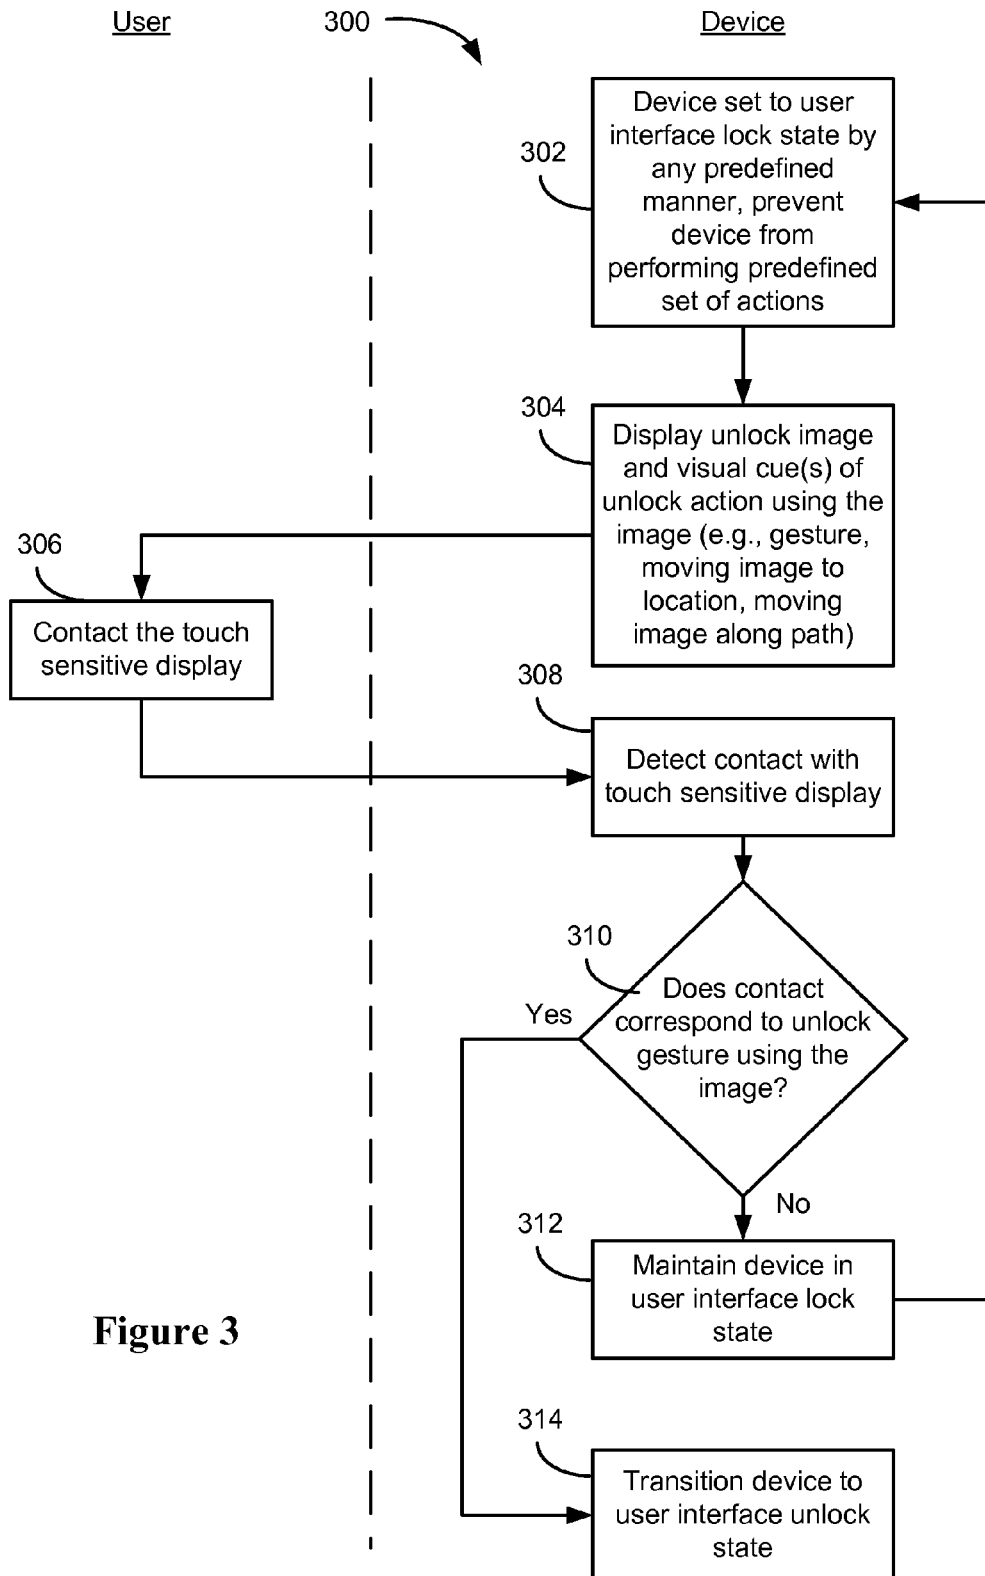 User
300
Device
302
Device set to user
interface lock state by
any predefined
manner, prevent
device from
performing predefined
set of actions
304
Display unlock image
and visual cue(s) of
unlock action using the
image (e.g., gesture,
moving image to
location, moving
image along path)
306
Contact the touch
sensitive display
308
Detect contact with
touch sensitive display
310
Does contact
correspond to unlock
gesture using the
image?
Yes
No
312
Maintain device in
user interface lock
state
Figure 3
314
Transition device to
user interface unlock
state